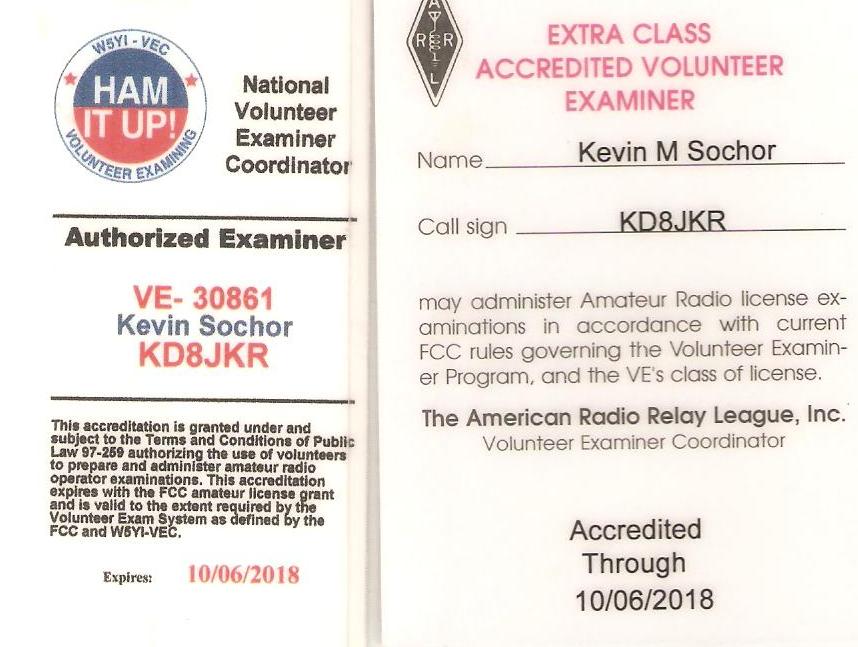 W5YI - VEC
HAM
IT UP!
VOLUNTEER EXAMINING
National
Volunteer
Examiner
Coordinator
Authorized Examiner
VE- 30861
Kevin Sochor
KD8JKR
This accreditation is granted under and
subject to the Terms and Conditions of Public
Law 97-259 authorizing the use of volunteers
to prepare and administer amateur radio
operator examinations. This accreditation
expires with the FCC amateur license grant
and is valid to the extent required by the
Volunteer Exam System as defined by the
FCC and W5YI-VEC.
Expires: 10/06/2018
A
R R
L
EXTRA CLASS
ACCREDITED VOLUNTEER
EXAMINER
Name Kevin M Sochor
Call sign KD8JKR
may administer Amateur Radio license ex-
aminations in accordance with current
FCC rules governing the Volunteer Examin-
er Program, and the VE's class of license.
The American Radio Relay League, Inc.
Volunteer Examiner Coordinator
Accredited
Through
10/06/2018